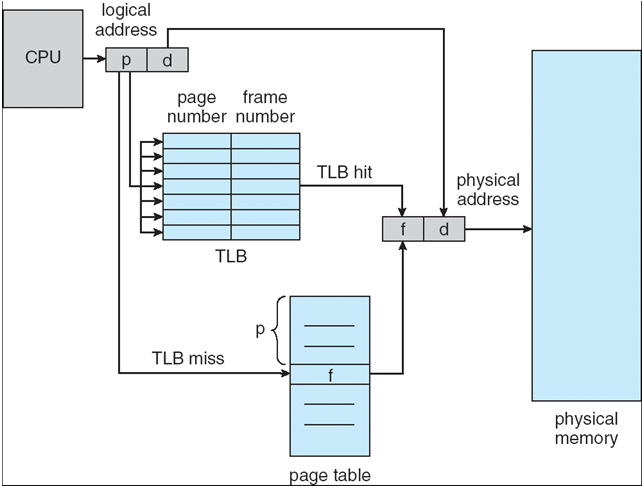 logical
address
CPU
p
d
page
number
frame
number
TLB hit
physical
address
f
d
TLB
p
TLB miss
f
page table
physical
memory